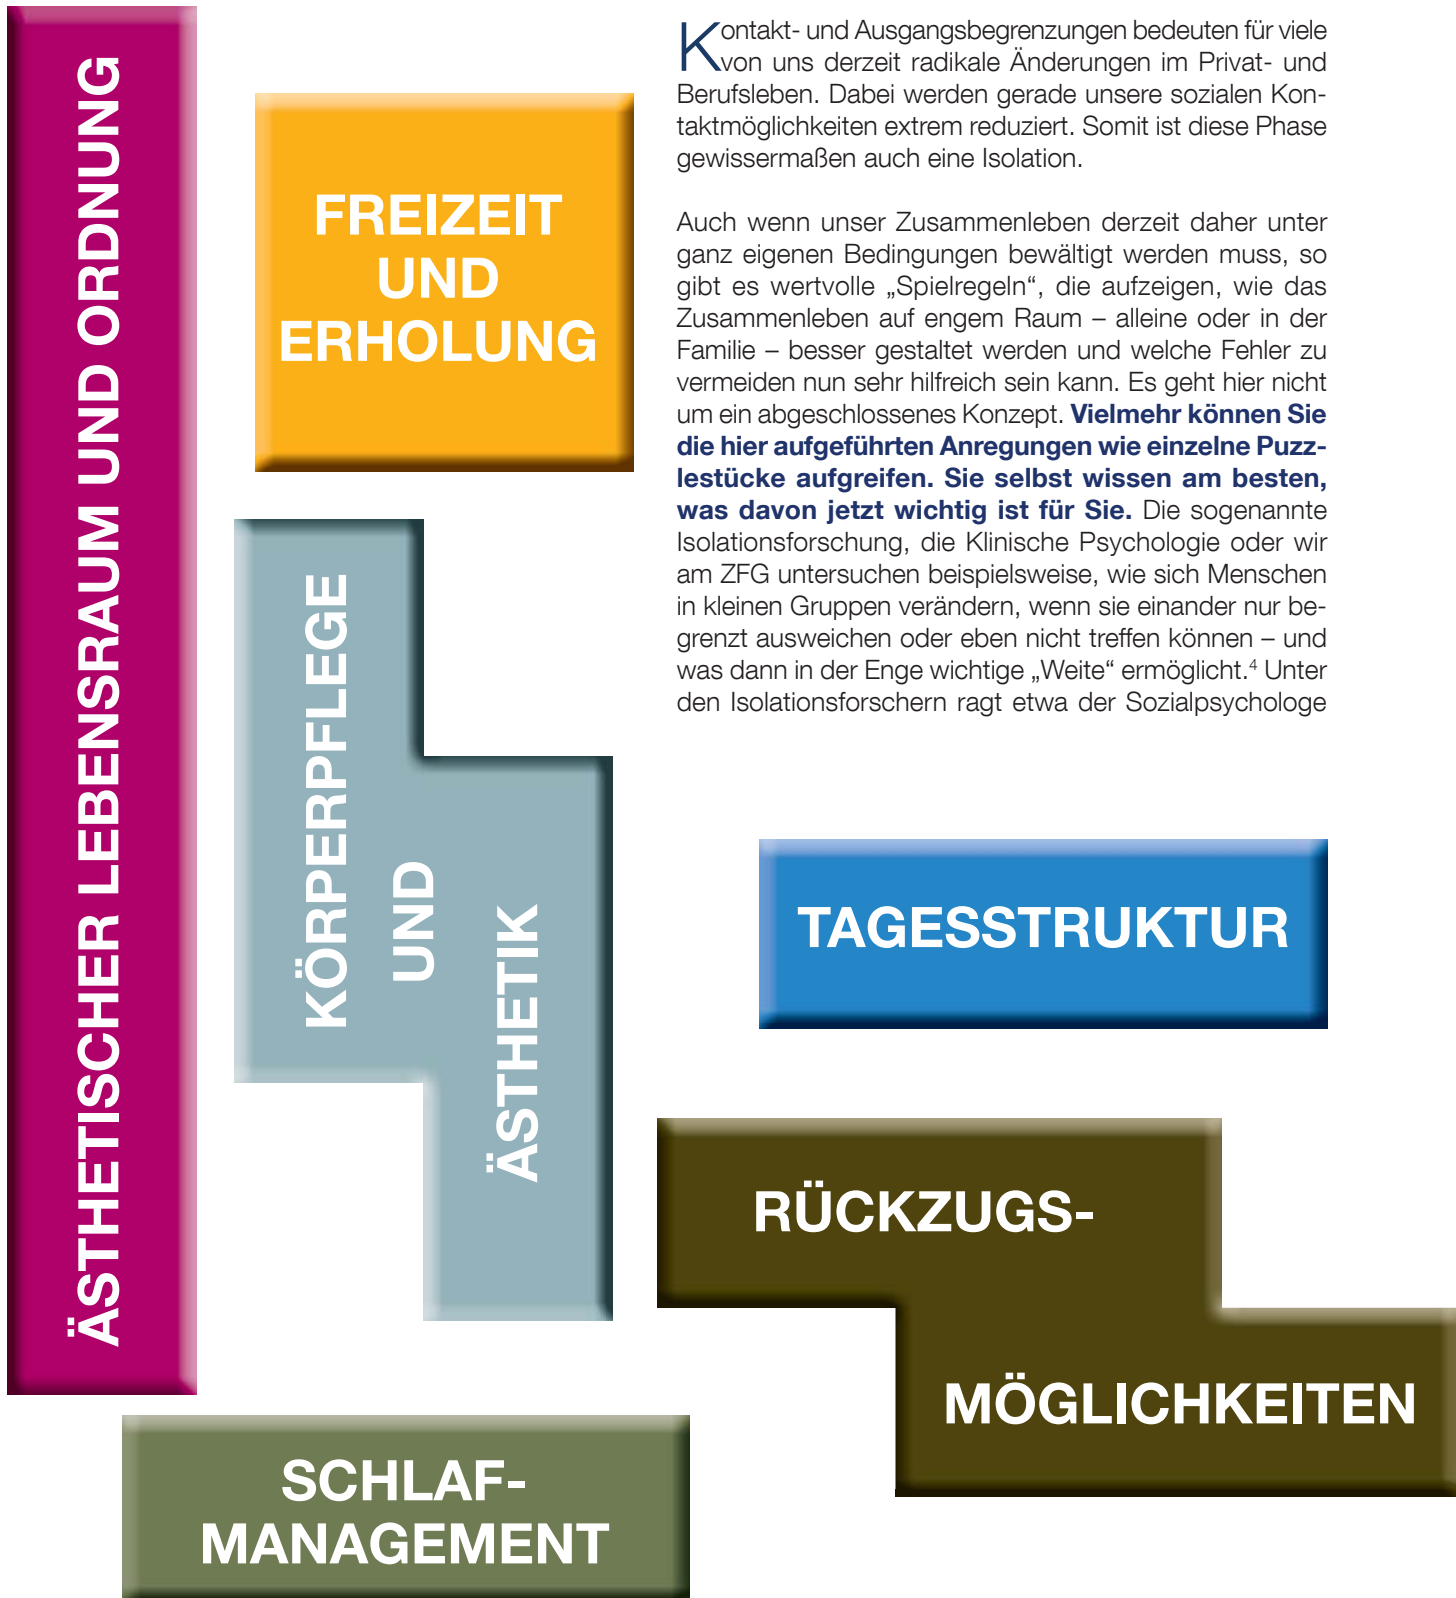 ÄSTHETISCHER LEBENSRAUM UND ORDNUNG
FREIZEIT
UND
ERHOLUNG
KÖRPERPFLEGE
UND
ÄSTHETIK
Kontakt- und Ausgangsbegrenzungen bedeuten für viele
von uns derzeit radikale Änderungen im Privat- und
Berufsleben. Dabei werden gerade unsere sozialen Kon-
taktmöglichkeiten extrem reduziert. Somit ist diese Phase
gewissermaßen auch eine Isolation.
Auch wenn unser Zusammenleben derzeit daher unter
ganz eigenen Bedingungen bewältigt werden muss, so
gibt es wertvolle „Spielregeln“, die aufzeigen, wie das
Zusammenleben auf engem Raum – alleine oder in der
Familie – besser gestaltet werden und welche Fehler zu
vermeiden nun sehr hilfreich sein kann. Es geht hier nicht
um ein abgeschlossenes Konzept. Vielmehr können Sie
die hier aufgeführten Anregungen wie einzelne Puzz-
lestücke aufgreifen. Sie selbst wissen am besten,
was davon jetzt wichtig ist für Sie. Die sogenannte
Isolationsforschung, die Klinische Psychologie oder wir
am ZFG untersuchen beispielsweise, wie sich Menschen
in kleinen Gruppen verändern, wenn sie einander nur be-
grenzt ausweichen oder eben nicht treffen können – und
was dann in der Enge wichtige „Weite“ ermöglicht.⁴ Unter
den Isolationsforschern ragt etwa der Sozialpsychologe
TAGESSTRUKTUR
RÜCKZUGS-
MÖGLICHKEITEN
SCHLAF-
MANAGEMENT